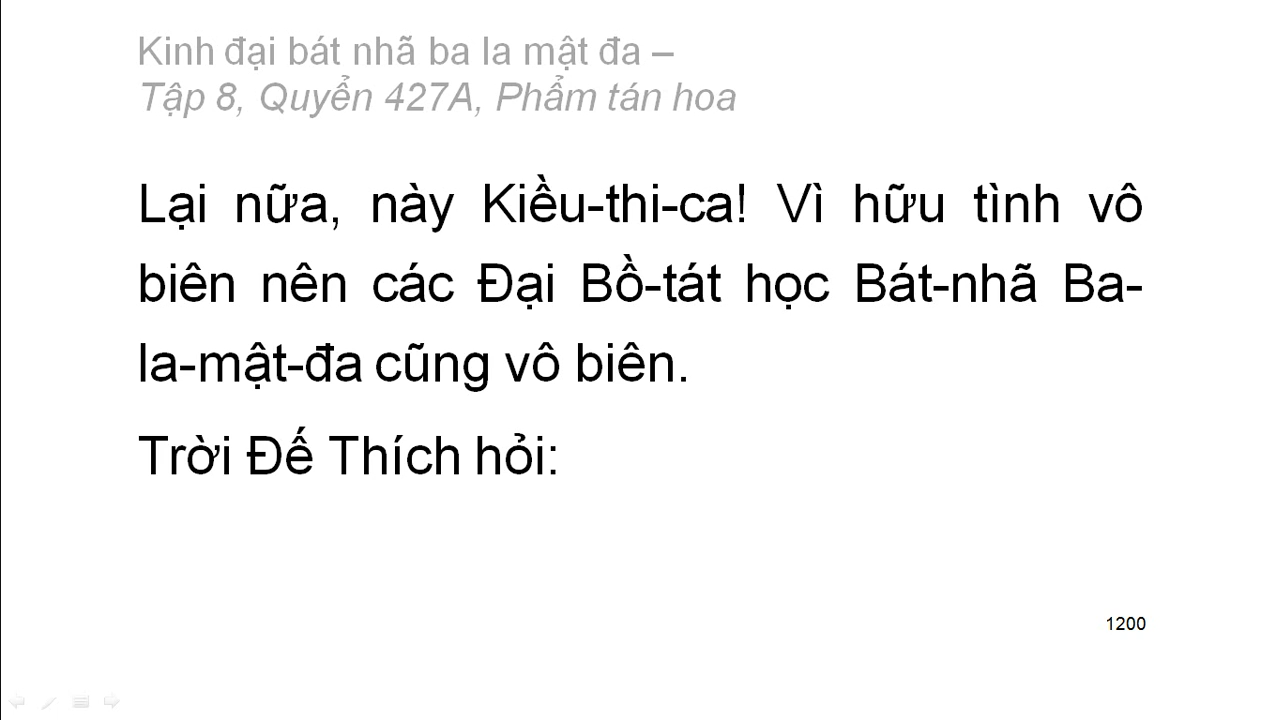 Kinh đại bát nhã ba la mật đa –
Tập 8, Quyển 427A, Phẩm tán hoa
Lại nữa, này Kiều-thi-ca! Vì hữu tình vô
biên nên các Đại Bồ-tát học Bát-nhã Ba-
la-mật-đa cũng vô biên.
Trời Đế Thích hỏi:
1200